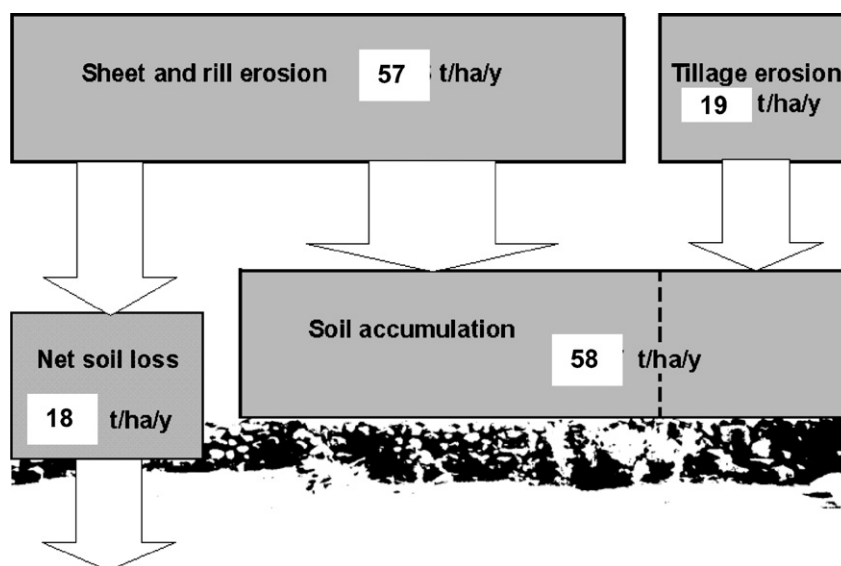 Sheet and rill erosion 57 t/ha/y
Tillage erosion
19 t/ha/y
Soil accumulation
58 t/ha/y
Net soil loss
18 t/ha/y